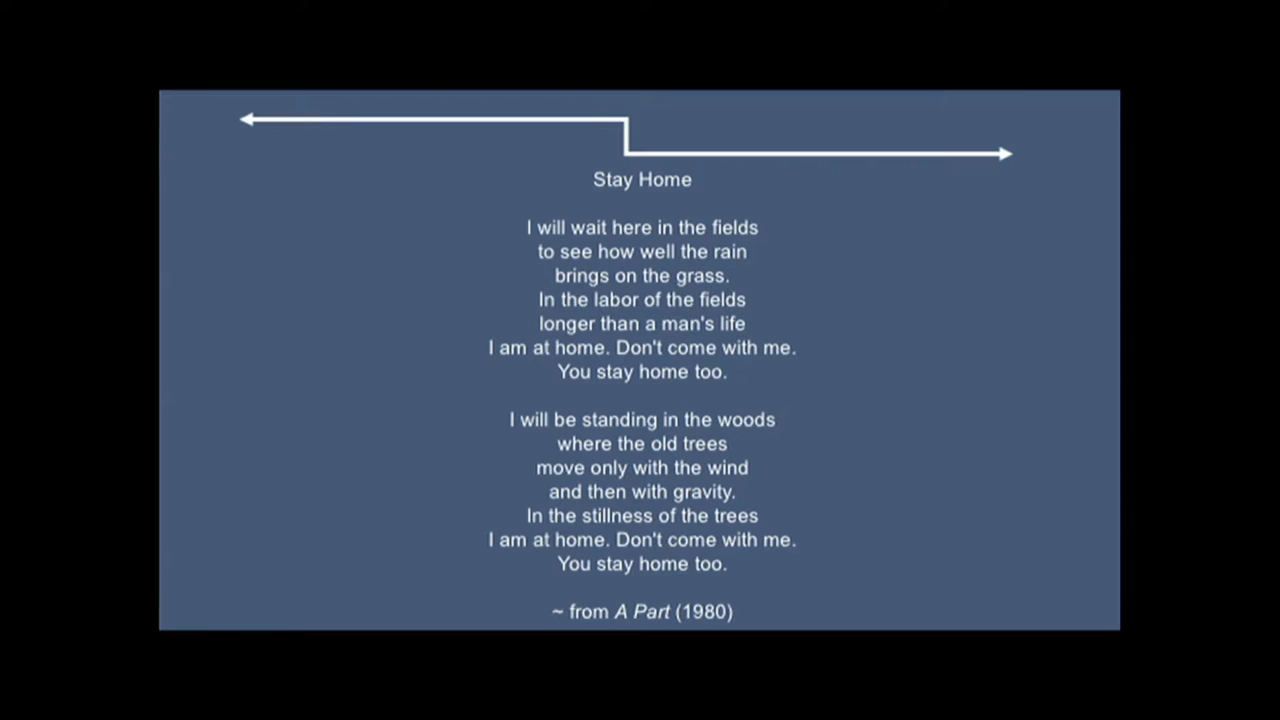 Stay Home
I will wait here in the fields
to see how well the rain
brings on the grass.
In the labor of the fields
longer than a man's life
I am at home. Don't come with me.
You stay home too.
I will be standing in the woods
where the old trees
move only with the wind
and then with gravity.
In the stillness of the trees
I am at home. Don't come with me.
You stay home too.
~ from A Part (1980)